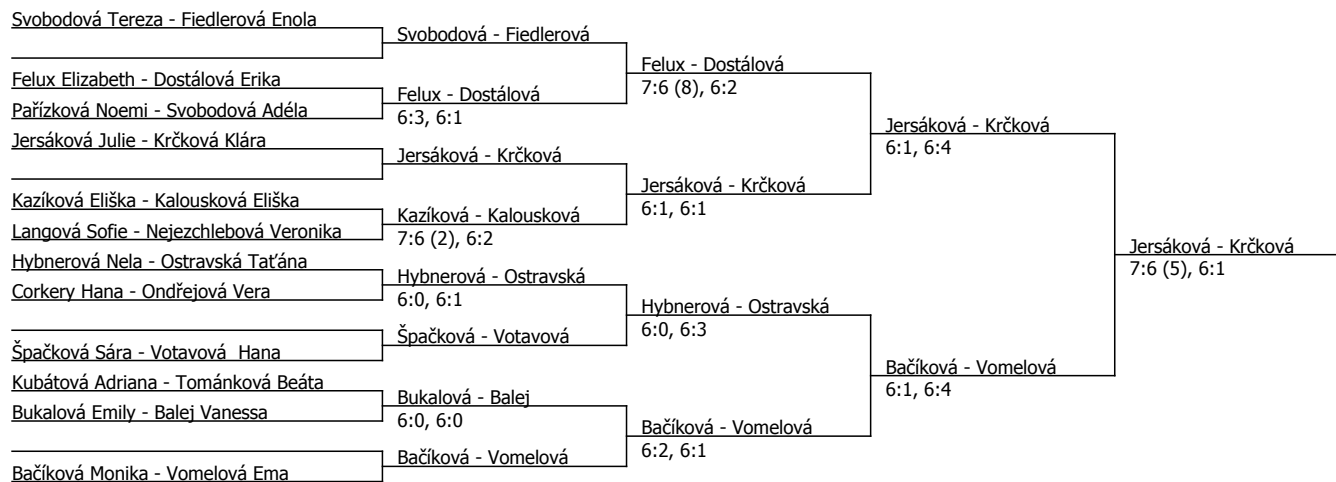 Svobodová Tereza - Fiedlerová Enola
Felux Elizabeth - Dostálová Erika
Pařízková Noemi - Svobodová Adéla
Jersáková Julie - Krčková Klára
Kazíková Eliška - Kalousková Eliška
Langová Sofie - Nejezchlebová Veronika
Hybnerová Nela - Ostravská Taťána
Corkery Hana - Ondřejová Vera
Špačková Sára - Votavová  Hana
Kubátová Adriana - Tománková Beáta
Bukalová Emily - Balej Vanessa
Bačíková Monika - Vomelová Ema
Svobodová - Fiedlerová
Felux - Dostálová
6:3, 6:1
Jersáková - Krčková
Kazíková - Kalousková
7:6 (2), 6:2
Hybnerová - Ostravská
6:0, 6:1
Špačková - Votavová
Bukalová - Balej
6:0, 6:0
Bačíková - Vomelová
Felux - Dostálová
7:6 (8), 6:2
Jersáková - Krčková
6:1, 6:1
Hybnerová - Ostravská
6:0, 6:3
Bačíková - Vomelová
6:2, 6:1
Jersáková - Krčková
6:1, 6:4
Bačíková - Vomelová
6:1, 6:4
Jersáková - Krčková
7:6 (5), 6:1